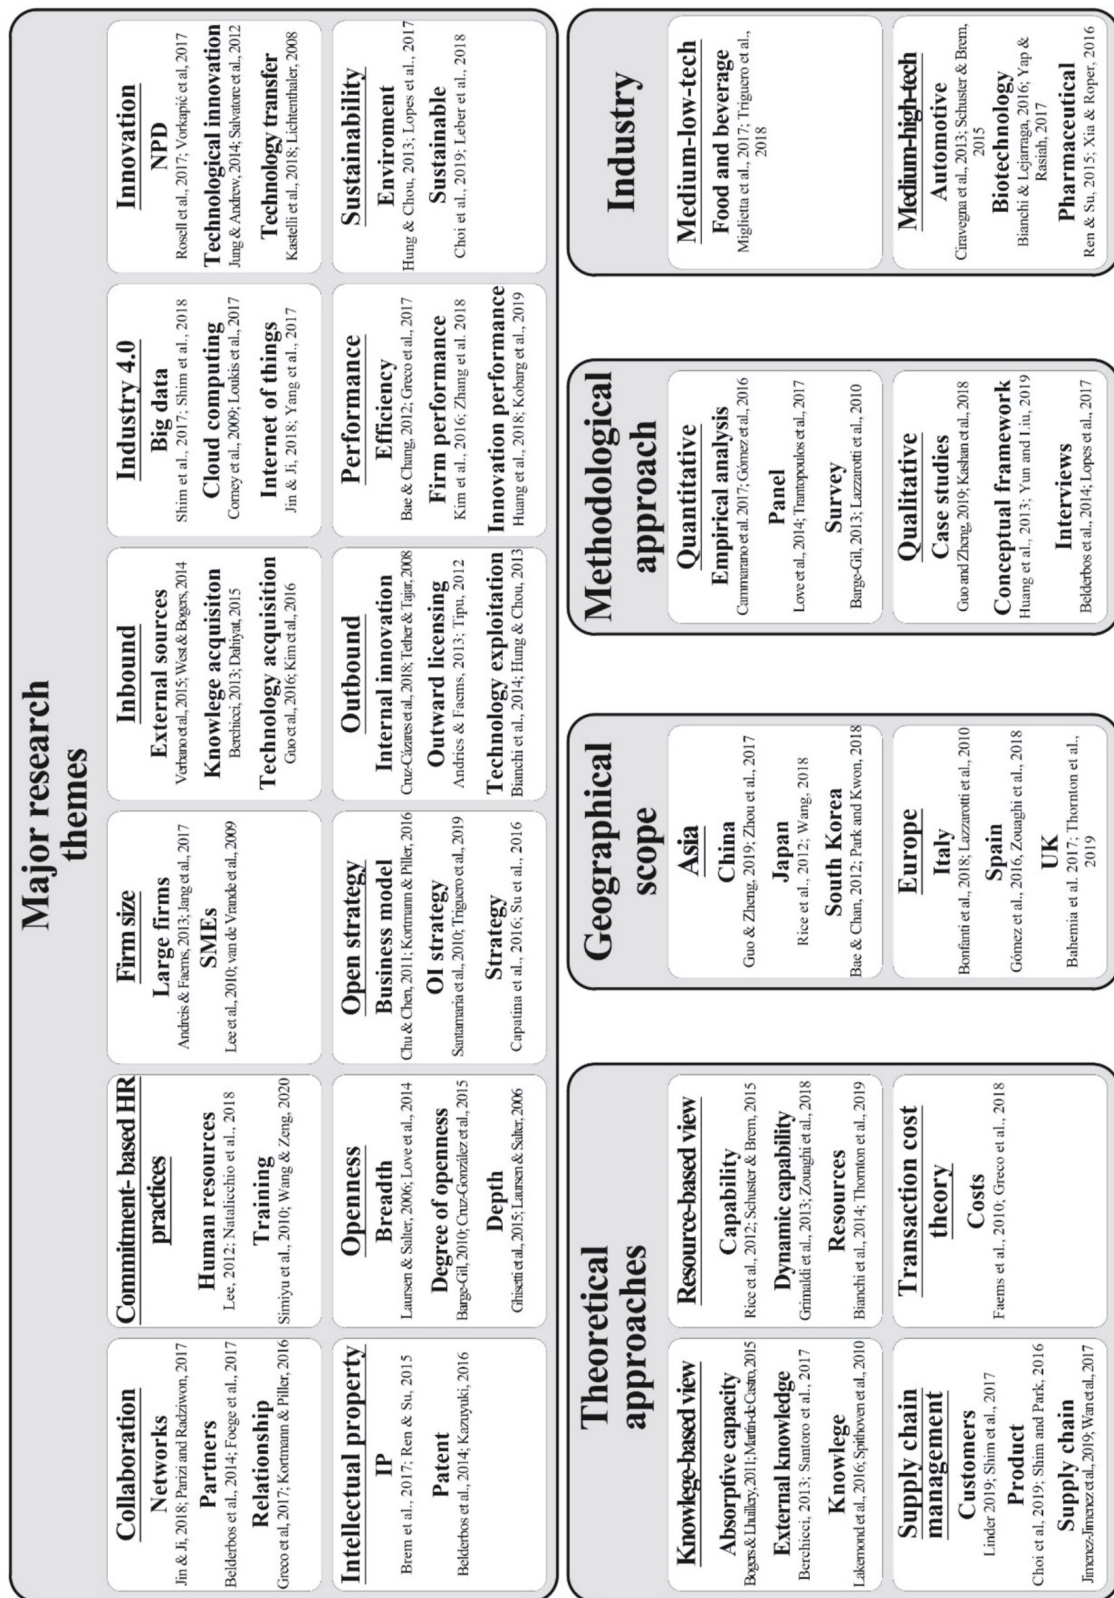 Major research
themes
Collaboration
Networks
Jin & Ji, 2018; Parizi and Radziwon, 2017
Partners
Belderbos et al., 2014; Foege et al., 2017
Relationship
Greco et al, 2017; Kortmann & Piller, 2016
Commitment-based HR
practices
Human resources
Lee, 2012; Natalicchio et al., 2018
Training
Simiyu et al., 2010; Wang & Zeng, 2020
Firm size
Large firms
Andreis & Faems, 2013; Jang et al., 2017
SMEs
Lee et al., 2010; van de Vrande et al., 2009
Inbound
External sources
Verbano et al., 2015; West & Bogers, 2014
Knowlege acquisiton
Berchicci, 2013; Dahiyat, 2015
Technology acquisition
Guo et al., 2016; Kim et al., 2016
Industry 4.0
Big data
Shim et al., 2017; Shim et al., 2018
Cloud computing
Corney et al., 2009; Loukis et al., 2017
Internet of things
Jin & Ji, 2018; Yang et al., 2017
Innovation
NPD
Rosell et al., 2017; Vorkapić et al, 2017
Technological innovation
Jung & Andrew, 2014; Salvatore et al., 2012
Technology transfer
Kastelli et al., 2018; Lichtenthaler, 2008
Intellectual property
IP
Brem et al., 2017; Ren & Su, 2015
Patent
Belderbos et al., 2014; Kazuyuki, 2016
Openness
Breadth
Laursen & Salter, 2006; Love et al., 2014
Degree of openness
Barge-Gil, 2010; Cruz-González et al., 2015
Depth
Ghisetti et al., 2015; Laursen & Salter, 2006
Open strategy
Business model
Chu & Chen, 2011; Kortmann & Piller, 2016
OI strategy
Santamaria et al., 2010; Triguero et al., 2019
Strategy
Capatina et al., 2016; Su et al., 2016
Outbound
Internal innovation
Cruz-Cázares et al., 2018; Tether & Tajar, 2008
Outward licensing
Andries & Faems, 2013; Tipu, 2012
Technology exploitation
Bianchi et al., 2014; Hung & Chou, 2013
Performance
Efficiency
Bae & Chang, 2012; Greco et al., 2017
Firm performance
Kim et al., 2016; Zhang et al. 2018
Innovation performance
Huang et al., 2018; Kobarg et al., 2019
Sustainability
Enviroment
Hung & Chou, 2013; Lopes et al., 2017
Sustainable
Choi et al., 2019; Leber et al., 2018
Theoretical
approaches
Knowlege-based view
Absorptive capacity
Bogers & Lhuillery, 2011; Martín-de Castro, 2015
External knowledge
Berchicci, 2013; Santoro et al., 2017
Knowlege
Lakemond et al., 2016; Spithoven et al., 2010
Resource-based view
Capability
Rice et al., 2012; Schuster & Brem, 2015
Dynamic capability
Grimaldi et al., 2013; Zouaghi et al., 2018
Resources
Bianchi et al., 2014; Thornton et al., 2019
Supply chain
management
Customers
Linder 2019; Shim et al., 2017
Product
Choi et al., 2019; Shim and Park, 2016
Supply chain
Jimenez-Jimenez et al., 2019; Wan et al., 2017
Transaction cost
theory
Costs
Faems et al., 2010; Greco et al., 2018
Geographical
scope
Asia
China
Guo & Zheng, 2019; Zhou et al., 2017
Japan
Rice et al., 2012; Wang, 2018
South Korea
Bae & Chan, 2012; Park and Kwon, 2018
Europe
Italy
Bonfanti et al., 2018; Lazzarotti et al., 2010
Spain
Gómez et al., 2016, Zouaghi et al., 2018
UK
Bahemia et al. 2017; Thornton et al.,
2019
Methodological
approach
Quantitative
Empirical analysis
Cammarano et al. 2017; Gómez et al., 2016
Panel
Love et al., 2014; Trantopoulos et al., 2017
Survey
Barge-Gil, 2013; Lazzarotti et al., 2010
Qualitative
Case studies
Guo and Zheng, 2019; Kashan et al., 2018
Conceptual framework
Huang et al., 2013; Yun and Liu, 2019
Interviews
Belderbos et al., 2014; Lopes et al., 2017
Industry
Medium-low-tech
Food and beverage
Miglietta et al., 2017; Triguero et al.,
2018
Medium-high-tech
Automotive
Ciravegna et al., 2013; Schuster & Brem,
2015
Biotechnology
Bianchi & Lejarraga, 2016; Yap &
Rasiah, 2017
Pharmaceutical
Ren & Su, 2015; Xia & Roper, 2016